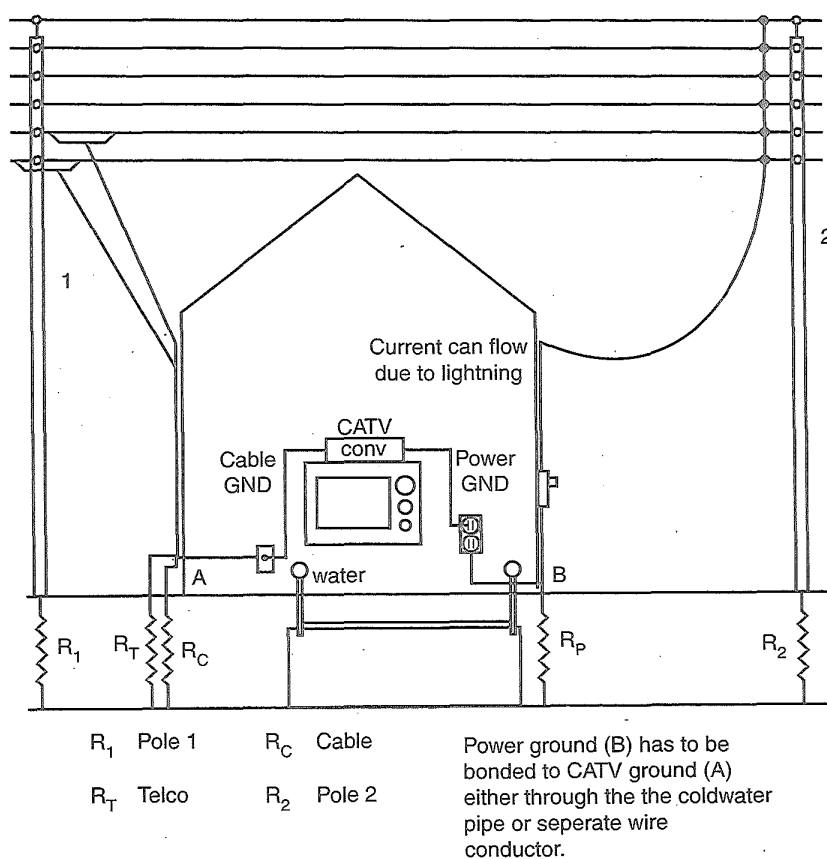 1
2
Current can flow
due to lightning
CATV
conv
Cable
GND
Power
GND
A
water
B
R1
RT
RC
RP
R2
R1 Pole 1
RC Cable
RT Telco
R2 Pole 2
Power ground (B) has to be
bonded to CATV ground (A)
either through the the coldwater
pipe or seperate wire
conductor.